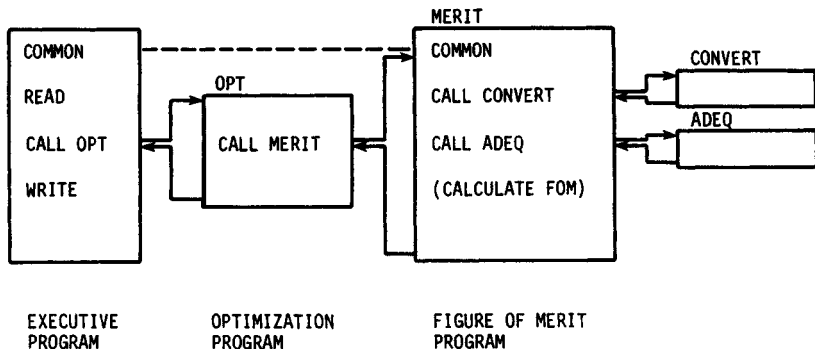 MERIT
COMMON
COMMON
CONVERT
OPT
READ
CALL CONVERT
ADEQ
CALL OPT
CALL MERIT
CALL ADEQ
WRITE
(CALCULATE FOM)
EXECUTIVE
PROGRAM
OPTIMIZATION
PROGRAM
FIGURE OF MERIT
PROGRAM